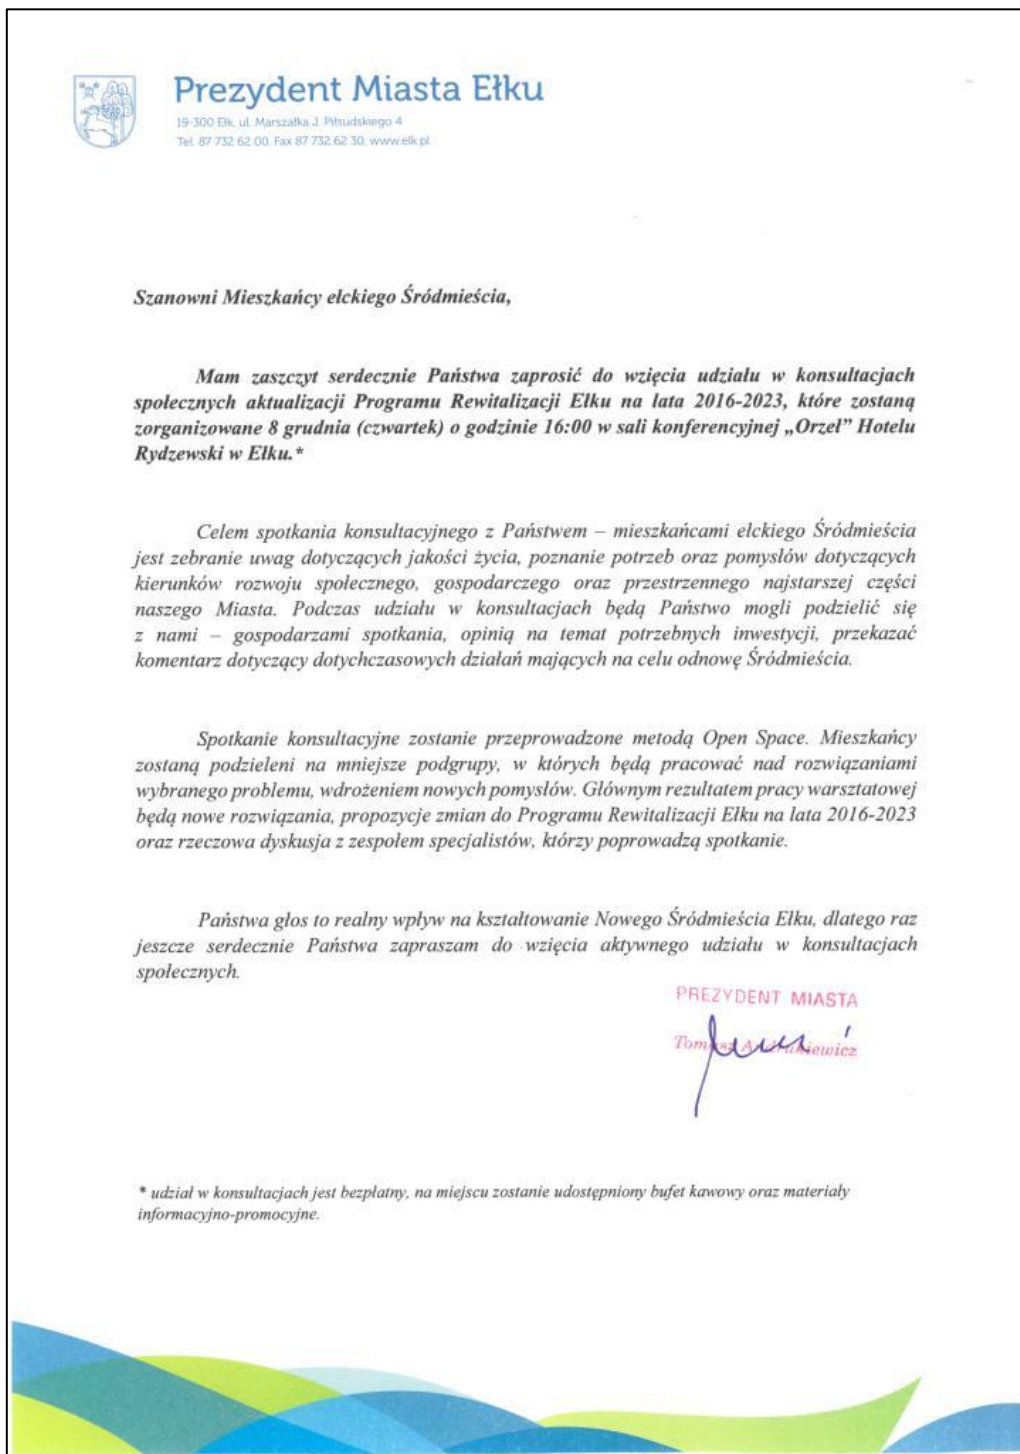 Prezydent Miasta Ełku
19-300 Ełk, ul. Marszałka J. Piłsudskiego 4
Tel. 87 732 62 00, Fax 87 732 62 30, www.elk.pl
Szanowni Mieszkańcy ełckiego Śródmieścia,
Mam zaszczyt serdecznie Państwa zaprosić do wzięcia udziału w konsultacjach
społecznych aktualizacji Programu Rewitalizacji Ełku na lata 2016-2023, które zostaną
zorganizowane 8 grudnia (czwartek) o godzinie 16:00 w sali konferencyjnej „Orzeł” Hotelu
Rydzewski w Ełku.*
Celem spotkania konsultacyjnego z Państwem – mieszkańcami ełckiego Śródmieścia
jest zebranie uwag dotyczących jakości życia, poznanie potrzeb oraz pomysłów dotyczących
kierunków rozwoju społecznego, gospodarczego oraz przestrzennego najstarszej części
naszego Miasta. Podczas udziału w konsultacjach będą Państwo mogli podzielić się
z nami – gospodarzami spotkania, opinią na temat potrzebnych inwestycji, przekazać
komentarz dotyczący dotychczasowych działań mających na celu odnowę Śródmieścia.
Spotkanie konsultacyjne zostanie przeprowadzone metodą Open Space. Mieszkańcy
zostaną podzieleni na mniejsze podgrupy, w których będą pracować nad rozwiązaniami
wybranego problemu, wdrożeniem nowych pomysłów. Głównym rezultatem pracy warsztatowej
będą nowe rozwiązania, propozycje zmian do Programu Rewitalizacji Ełku na lata 2016-2023
oraz rzeczowa dyskusja z zespołem specjalistów, którzy poprowadzą spotkanie.
Państwa głos to realny wpływ na kształtowanie Nowego Śródmieścia Ełku, dlatego raz
jeszcze serdecznie Państwa zapraszam do wzięcia aktywnego udziału w konsultacjach
społecznych.
PREZYDENT MIASTA
Tomasz Andrukiewicz
* udział w konsultacjach jest bezpłatny, na miejscu zostanie udostępniony bufet kawowy oraz materiały
informacyjno-promocyjne.